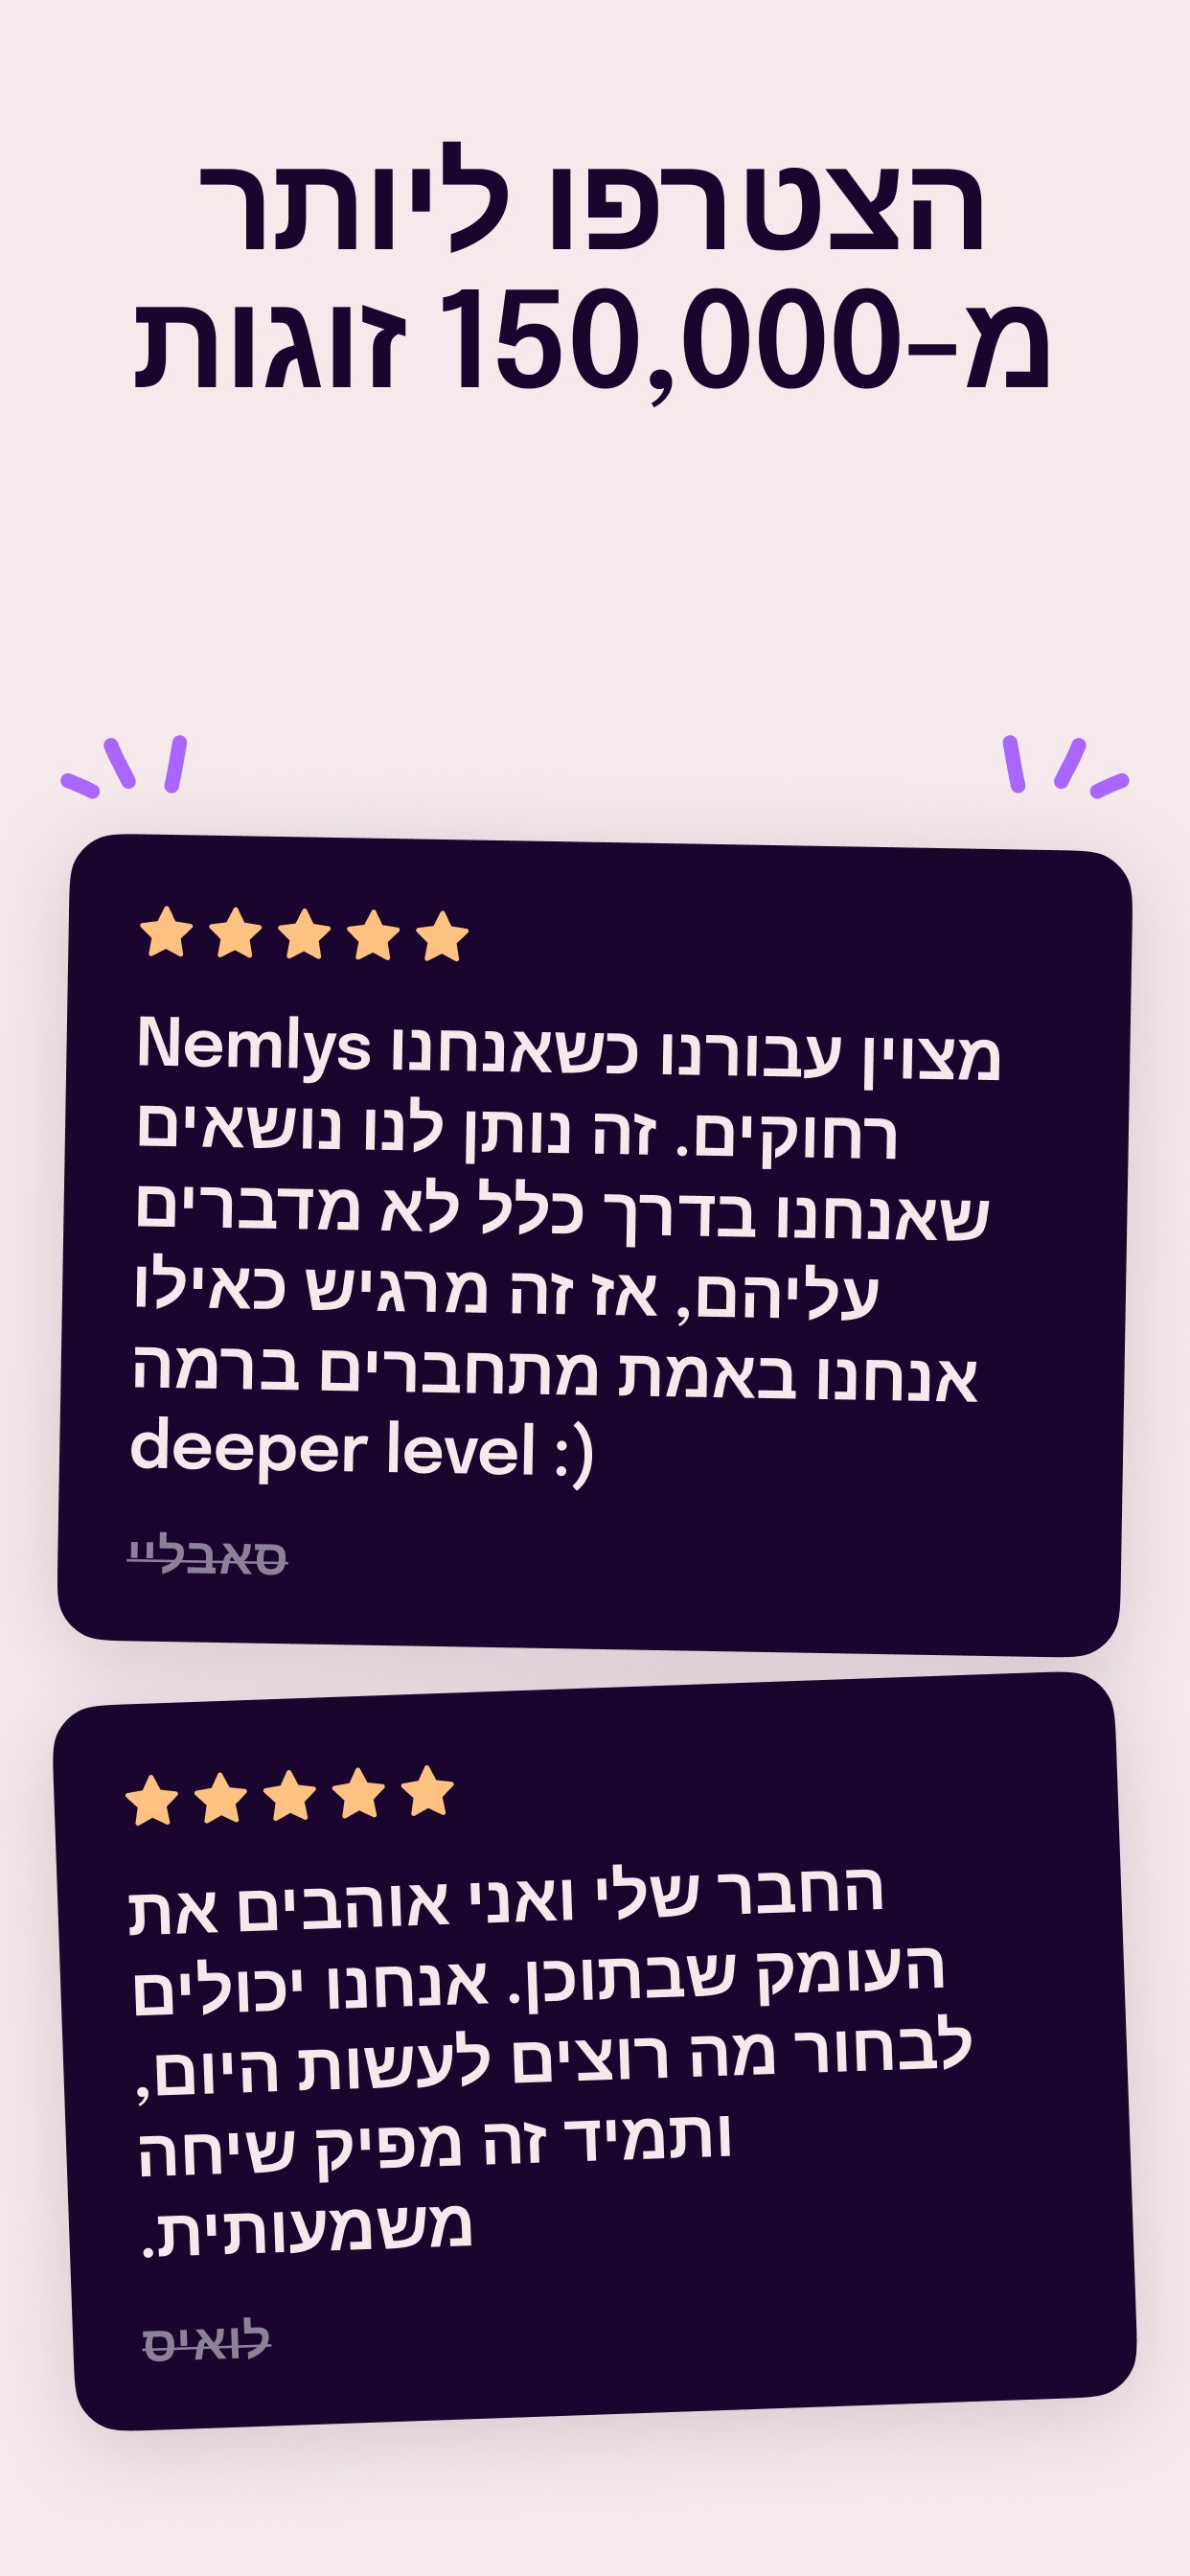 הצטרפו ליותר
מ-150,000 זוגות
Nemlys מצוין עבורנו כשאנחנו
רחוקים. זה נותן לנו נושאים
שאנחנו בדרך כלל לא מדברים
עליהם, אז זה מרגיש כאילו
אנחנו באמת מתחברים ברמה
deeper level :)
סאבליי
החבר שלי ואני אוהבים את
העומק שבתוכן. אנחנו יכולים
לבחור מה רוצים לעשות היום,
ותמיד זה מפיק שיחה
משמעותית.
לואיס